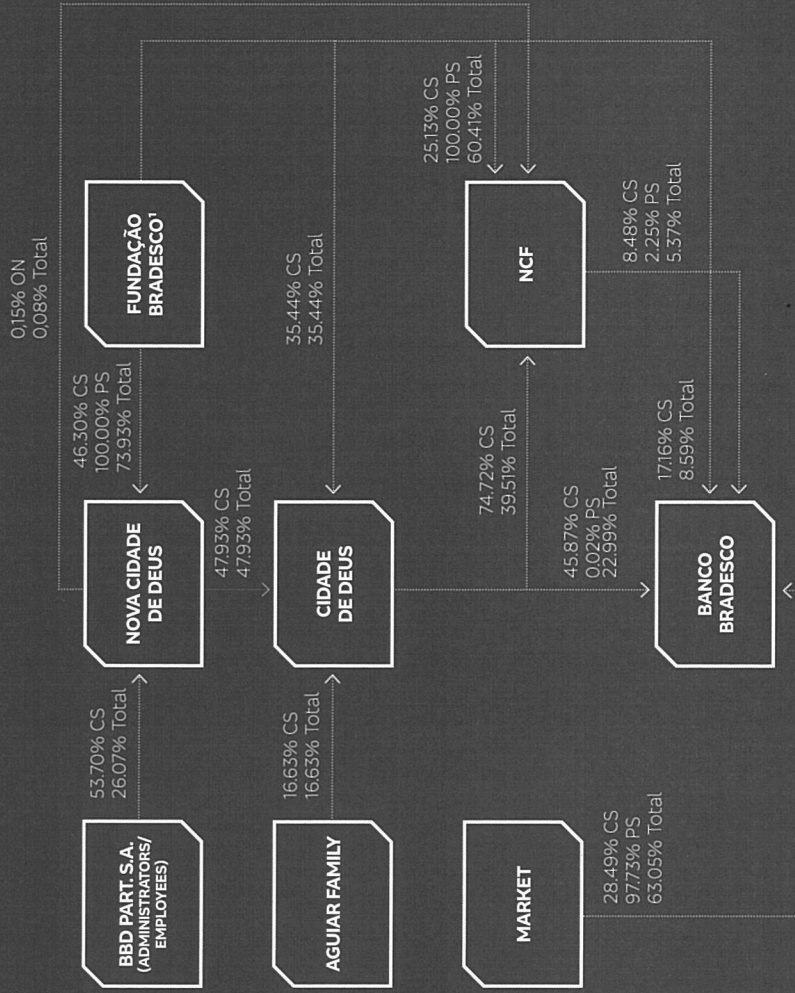 0,15% ON
0,08% Total
BBD PART. S.A.
(ADMINISTRATORS/
EMPLOYEES)
53.70% CS
26.07% Total
NOVA CIDADE
DE DEUS
46.30% CS
100.00% PS
73.93% Total
FUNDAÇÃO
BRADESCO¹
47.93% CS
47.93% Total
35.44% CS
35.44% Total
AGUIAR FAMILY
16.63% CS
16.63% Total
CIDADE
DE DEUS
74.72% CS
39.51% Total
25.13% CS
100.00% PS
60.41% Total
MARKET
NCF
45.87% CS
0.02% PS
22.99% Total
8.48% CS
2.25% PS
5.37% Total
28.49% CS
97.73% PS
63.05% Total
17.16% CS
8.59% Total
BANCO
BRADESCO